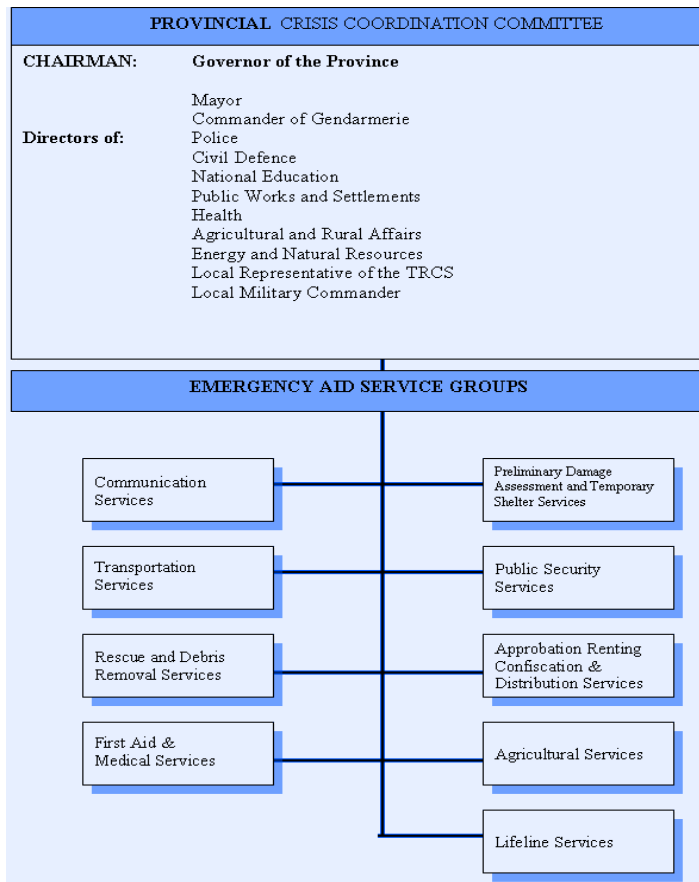 PROVINCIAL CRISIS COORDINATION COMMITTEE
CHAIRMAN: Governor of the Province
Mayor
Commander of Gendarmerie
Directors of: Police
Civil Defence
National Education
Public Works and Settlements
Health
Agricultural and Rural Affairs
Energy and Natural Resources
Local Representative of the TRCS
Local Military Commander
EMERGENCY AID SERVICE GROUPS
Communication
Services
Preliminary Damage
Assessment and Temporary
Shelter Services
Transportation
Services
Public Security
Services
Rescue and Debris
Removal Services
Approbation Renting
Confiscation &
Distribution Services
First Aid &
Medical Services
Agricultural Services
Lifeline Services